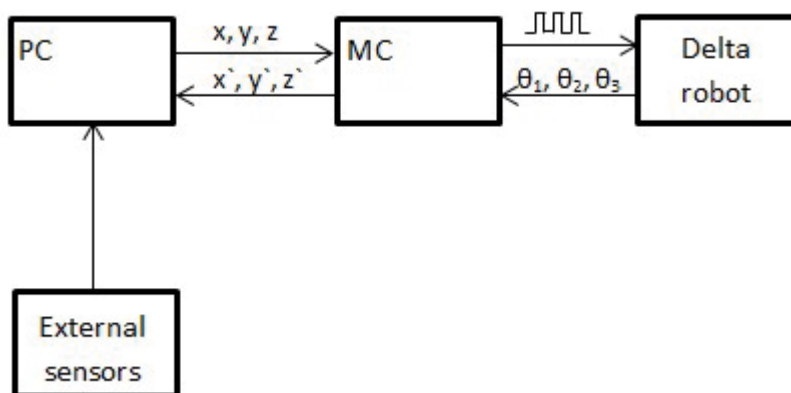 PC
x, y, z
x`, y`, z`
MC
θ₁, θ₂, θ₃
Delta
robot
External
sensors